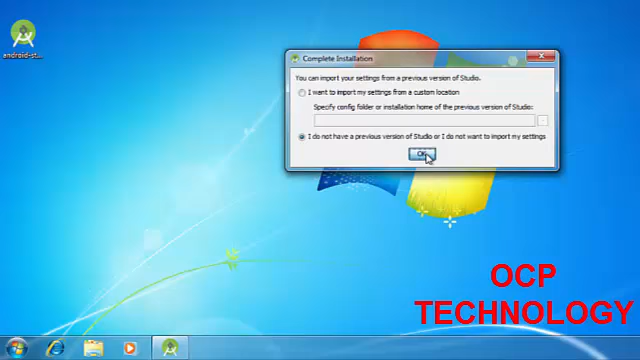 android-st...
Complete Installation
You can import your settings from a previous version of Studio.
I want to import my settings from a custom location
Specify config folder or installation home of the previous version of Studio:
I do not have a previous version of Studio or I do not want to import my settings
OK
OCP
TECHNOLOGY